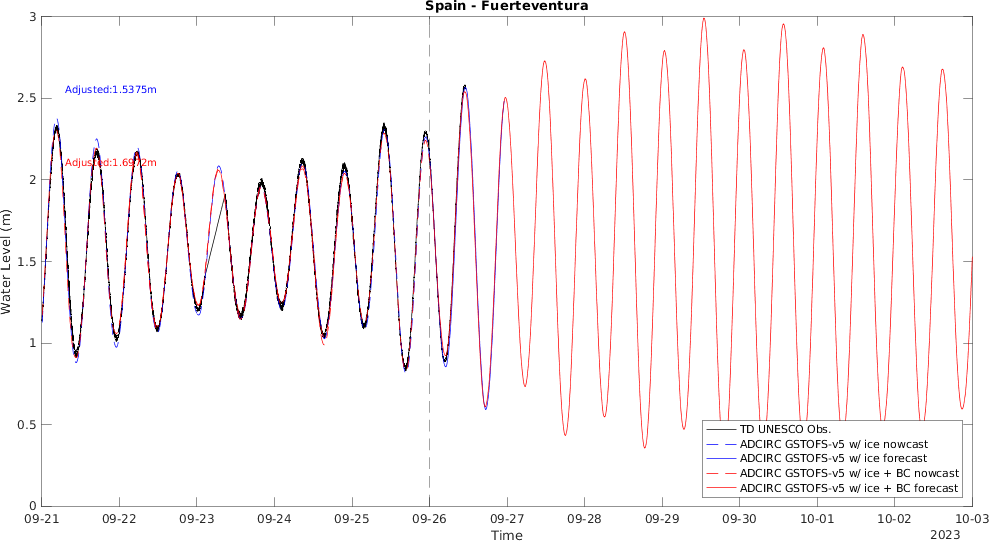 Spain - Fuerteventura
3
2.5
2
1.5
1
0.5
0
Water Level (m)
Adjusted:1.5375m
Adjusted:1.6972m
TD UNESCO Obs.
ADCIRC GSTOFS-v5 w/ ice nowcast
ADCIRC GSTOFS-v5 w/ ice forecast
ADCIRC GSTOFS-v5 w/ ice + BC nowcast
ADCIRC GSTOFS-v5 w/ ice + BC forecast
09-21 09-22 09-23 09-24 09-25 09-26 09-27 09-28 09-29 09-30 10-01 10-02 10-03
Time
2023